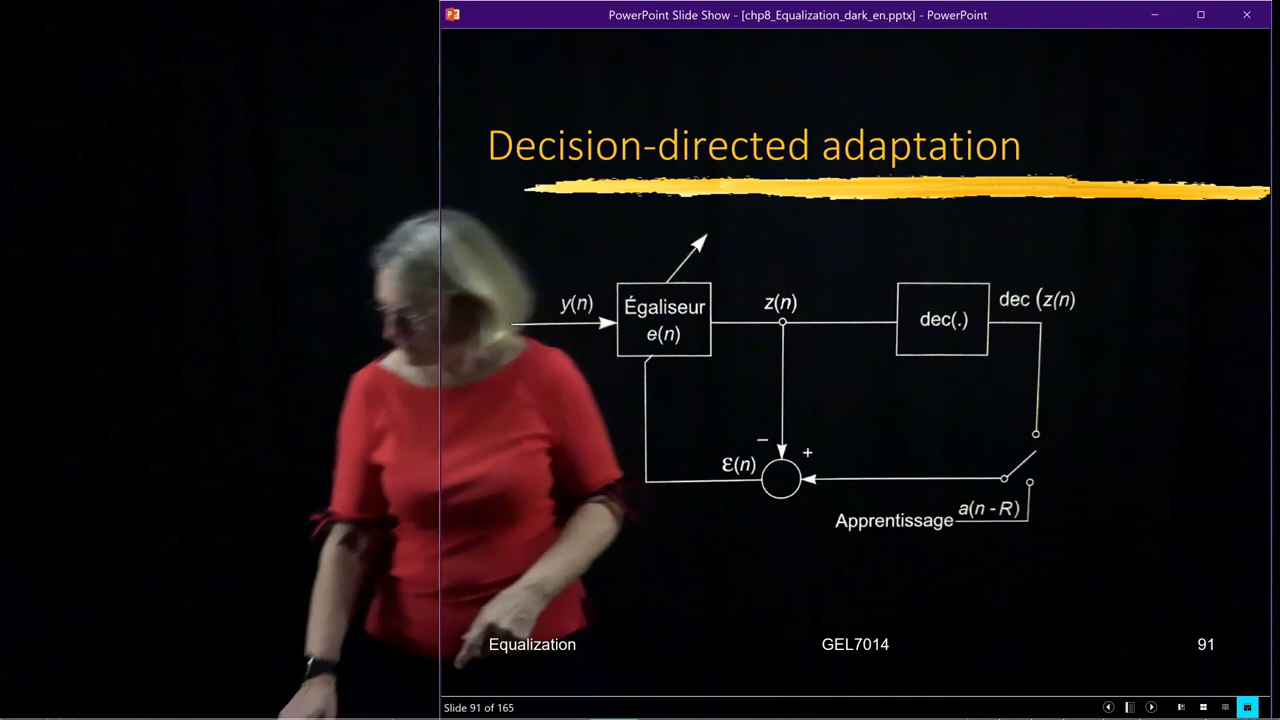 PowerPoint Slide Show - [chp8_Equalization_dark_en.pptx] - PowerPoint
Decision-directed adaptation
y(n)
Égaliseur
e(n)
z(n)
dec(.)
dec (z(n)
−
+
ε(n)
Apprentissage
a(n - R)
Equalization
GEL7014
91
Slide 91 of 165